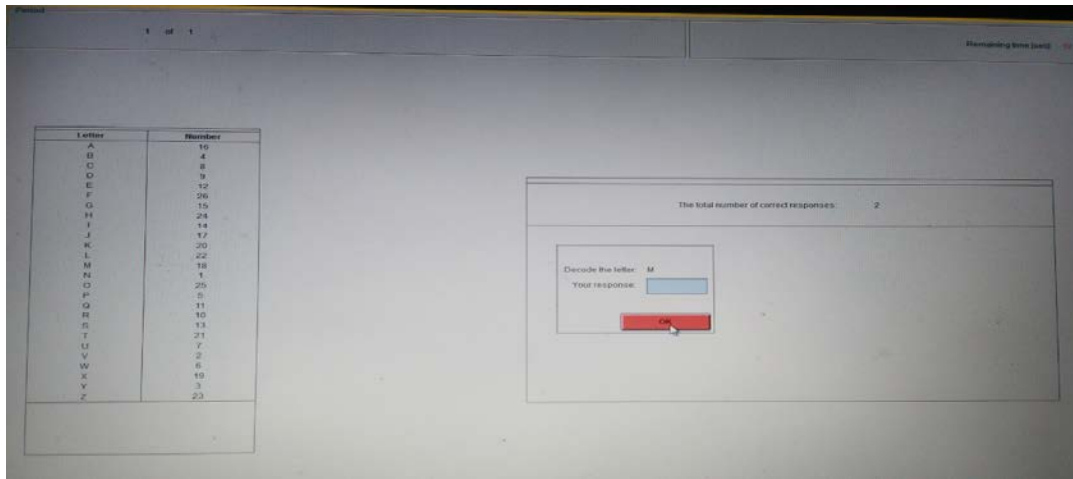 Period
1 of 1
Remaining time [sec]
Letter Number
A 16
B 4
C 8
D 9
E 12
F 26
G 15
H 24
I 14
J 17
K 20
L 22
M 18
N 1
O 25
P 5
Q 11
R 10
S 13
T 21
U 7
V 2
W 6
X 19
Y 3
Z 23
The total number of correct responses: 2
Decode the letter: M
Your response:
OK